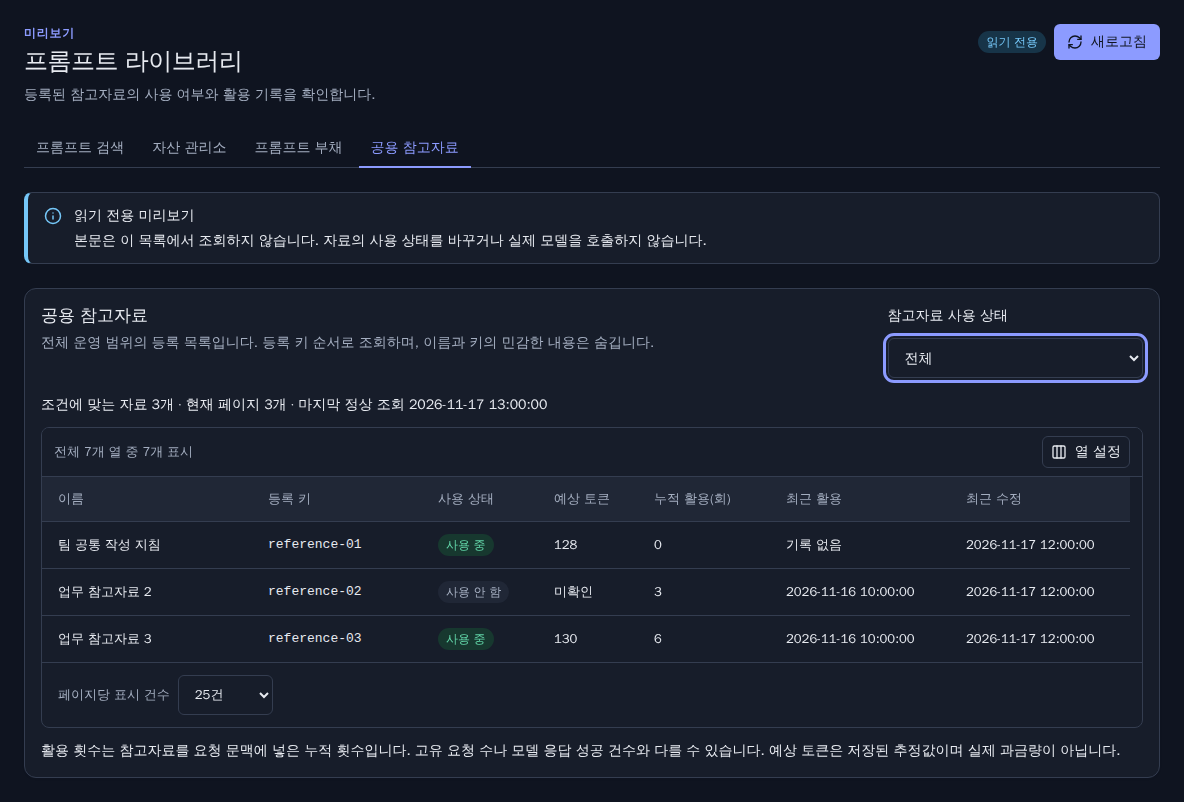 미리보기
프롬프트 라이브러리
등록된 참고자료의 사용 여부와 활용 기록을 확인합니다.
읽기 전용
새로고침
프롬프트 검색
자산 관리소
프롬프트 부채
공용 참고자료
읽기 전용 미리보기
본문은 이 목록에서 조회하지 않습니다. 자료의 사용 상태를 바꾸거나 실제 모델을 호출하지 않습니다.
공용 참고자료
전체 운영 범위의 등록 목록입니다. 등록 키 순서로 조회하며, 이름과 키의 민감한 내용은 숨깁니다.
참고자료 사용 상태
전체
조건에 맞는 자료 3개 · 현재 페이지 3개 · 마지막 정상 조회 2026-11-17 13:00:00
전체 7개 열 중 7개 표시
열 설정
이름 등록 키 사용 상태 예상 토큰 누적 활용(회) 최근 활용 최근 수정
팀 공통 작성 지침 reference-01 사용 중 128 0 기록 없음 2026-11-17 12:00:00
업무 참고자료 2 reference-02 사용 안 함 미확인 3 2026-11-16 10:00:00 2026-11-17 12:00:00
업무 참고자료 3 reference-03 사용 중 130 6 2026-11-16 10:00:00 2026-11-17 12:00:00
페이지당 표시 건수 25건
활용 횟수는 참고자료를 요청 문맥에 넣은 누적 횟수입니다. 고유 요청 수나 모델 응답 성공 건수와 다를 수 있습니다. 예상 토큰은 저장된 추정값이며 실제 과금량이 아닙니다.